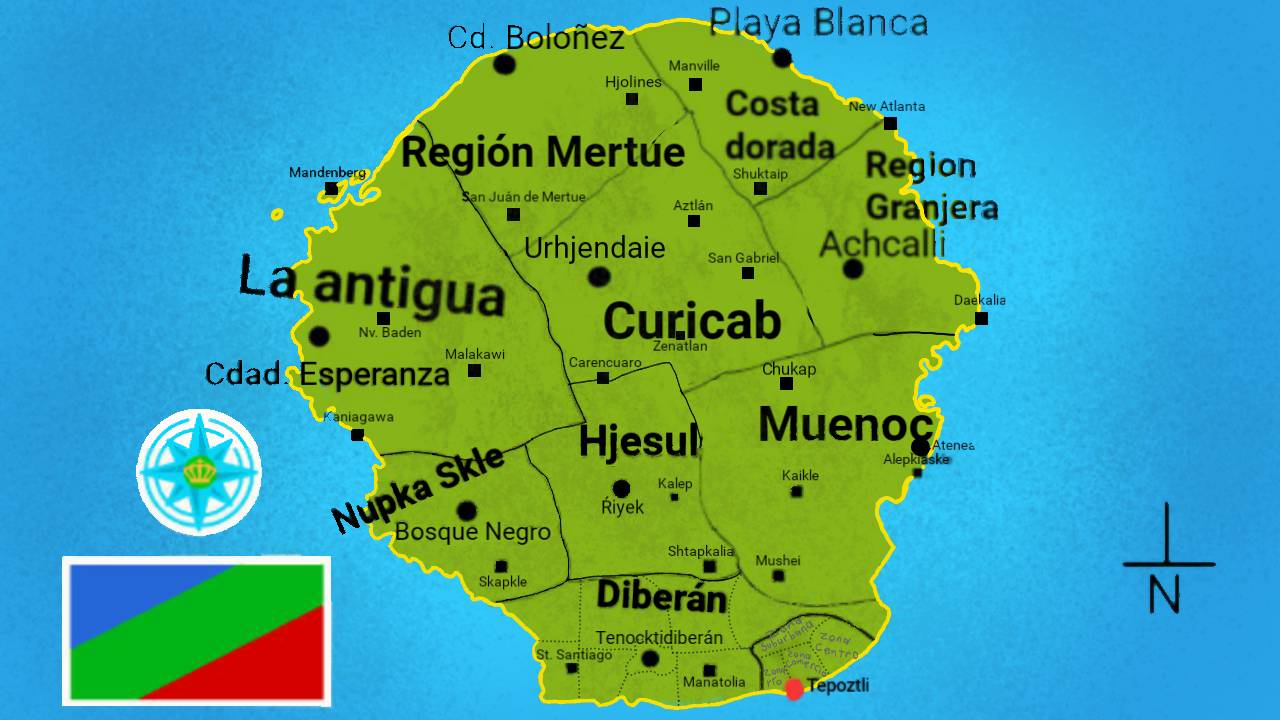 Cd. Boloñez
Playa Blanca
Manville
Hjolines
Costa
dorada
New Atlanta
Región Mertue
Region
Granjera
Mandenberg
Shuktaip
San Juán de Mertue
Aztlán
Urhjendaie
Achcalli
San Gabriel
La antigua
Daekalia
Curicab
Nv. Baden
Zenatlan
Malakawi
Carencuaro
Chukap
Cdad. Esperanza
Kaniagawa
Muenoc
Hjesul
Atenea
Alepkiaske
Nupka Skle
Kaikle
Kalep
Ŕiyek
Bosque Negro
Shtapkalia
Mushei
Skapkle
Diberán
N
Tenocktidiberán
Suburbana
Zona
Centro
St. Santiago
Zona
Comercio
Zona
río
Manatolia
Tepoztli